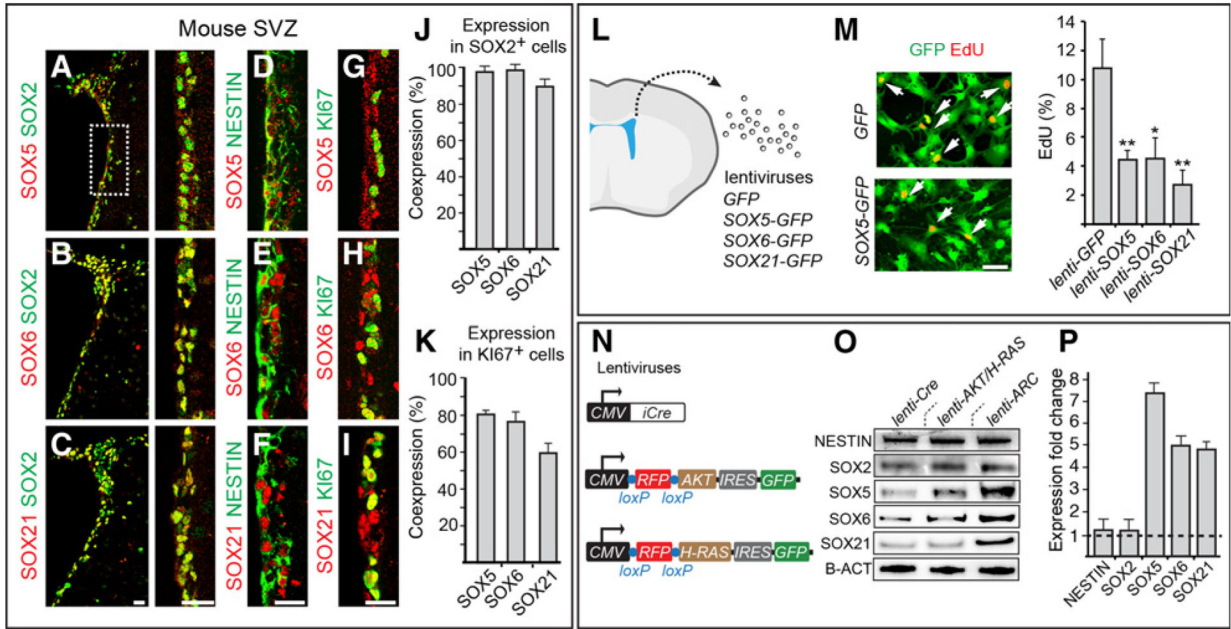 Mouse SVZ
A
D
G
SOX5 SOX2
SOX5 NESTIN
SOX5 KI67
B
E
H
SOX6 SOX2
SOX6 NESTIN
SOX6 KI67
C
F
I
SOX21 SOX2
SOX21 NESTIN
SOX21 KI67
J
Expression
in SOX2+ cells
Coexpression (%)
100
80
60
40
20
SOX5
SOX6
SOX21
K
Expression
in KI67+ cells
Coexpression (%)
100
80
60
40
80
SOX5
SOX6
SOX21
L
lentiviruses
GFP
SOX5-GFP
SOX6-GFP
SOX21-GFP
M
GFP EdU
GFP
SOX5-GFP
EdU (%)
14
12
10
8
6
4
2
** * **
lenti-GFP
lenti-SOX5
lenti-SOX6
lenti-SOX21
N
Lentiviruses
CMV iCre
CMV RFP AKT IRES GFP
loxP loxP
CMV RFP H-RAS IRES GFP
loxP loxP
O
lenti-Cre
lenti-AKT/H-RAS
lenti-ARC
NESTIN
SOX2
SOX5
SOX6
SOX21
B-ACT
P
Expression fold change
8
7
6
5
4
3
2
1
NESTIN
SOX2
SOX5
SOX6
SOX21